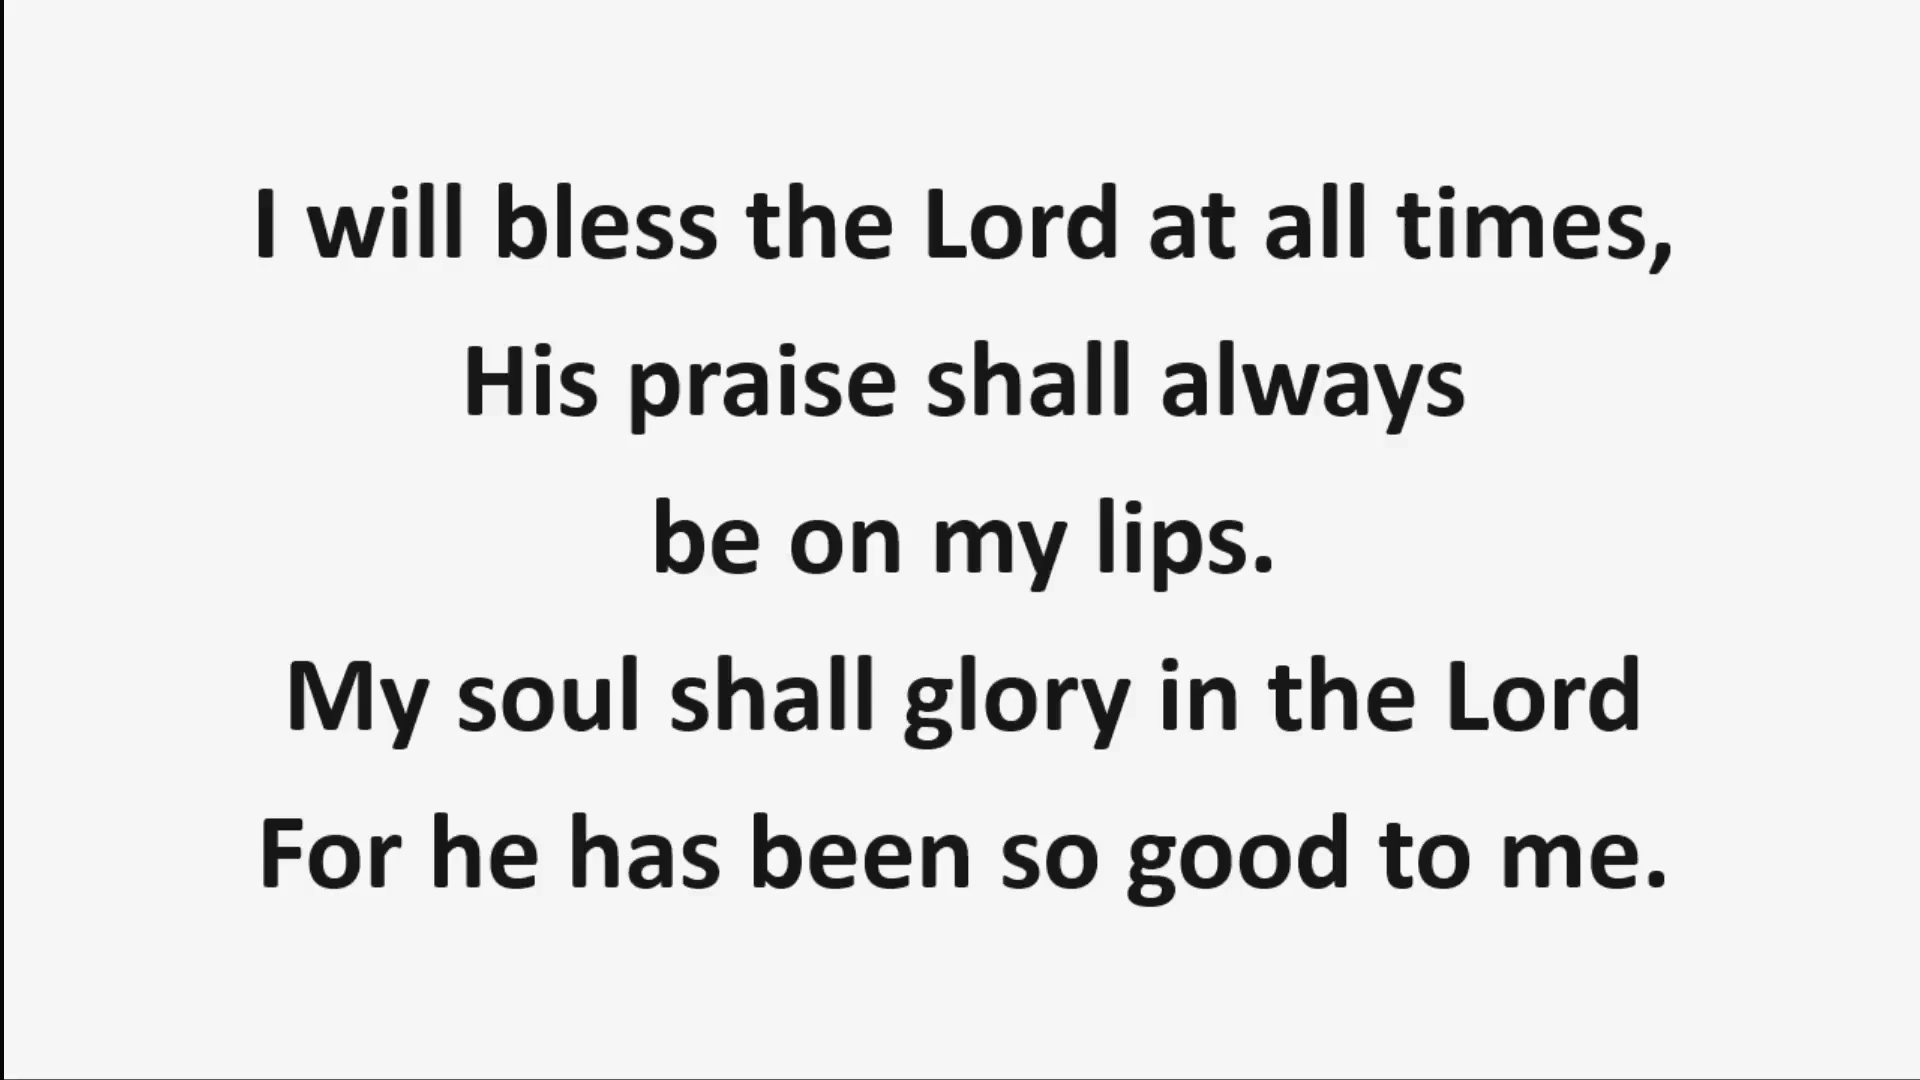 I will bless the Lord at all times,
His praise shall always
be on my lips.
My soul shall glory in the Lord
For he has been so good to me.